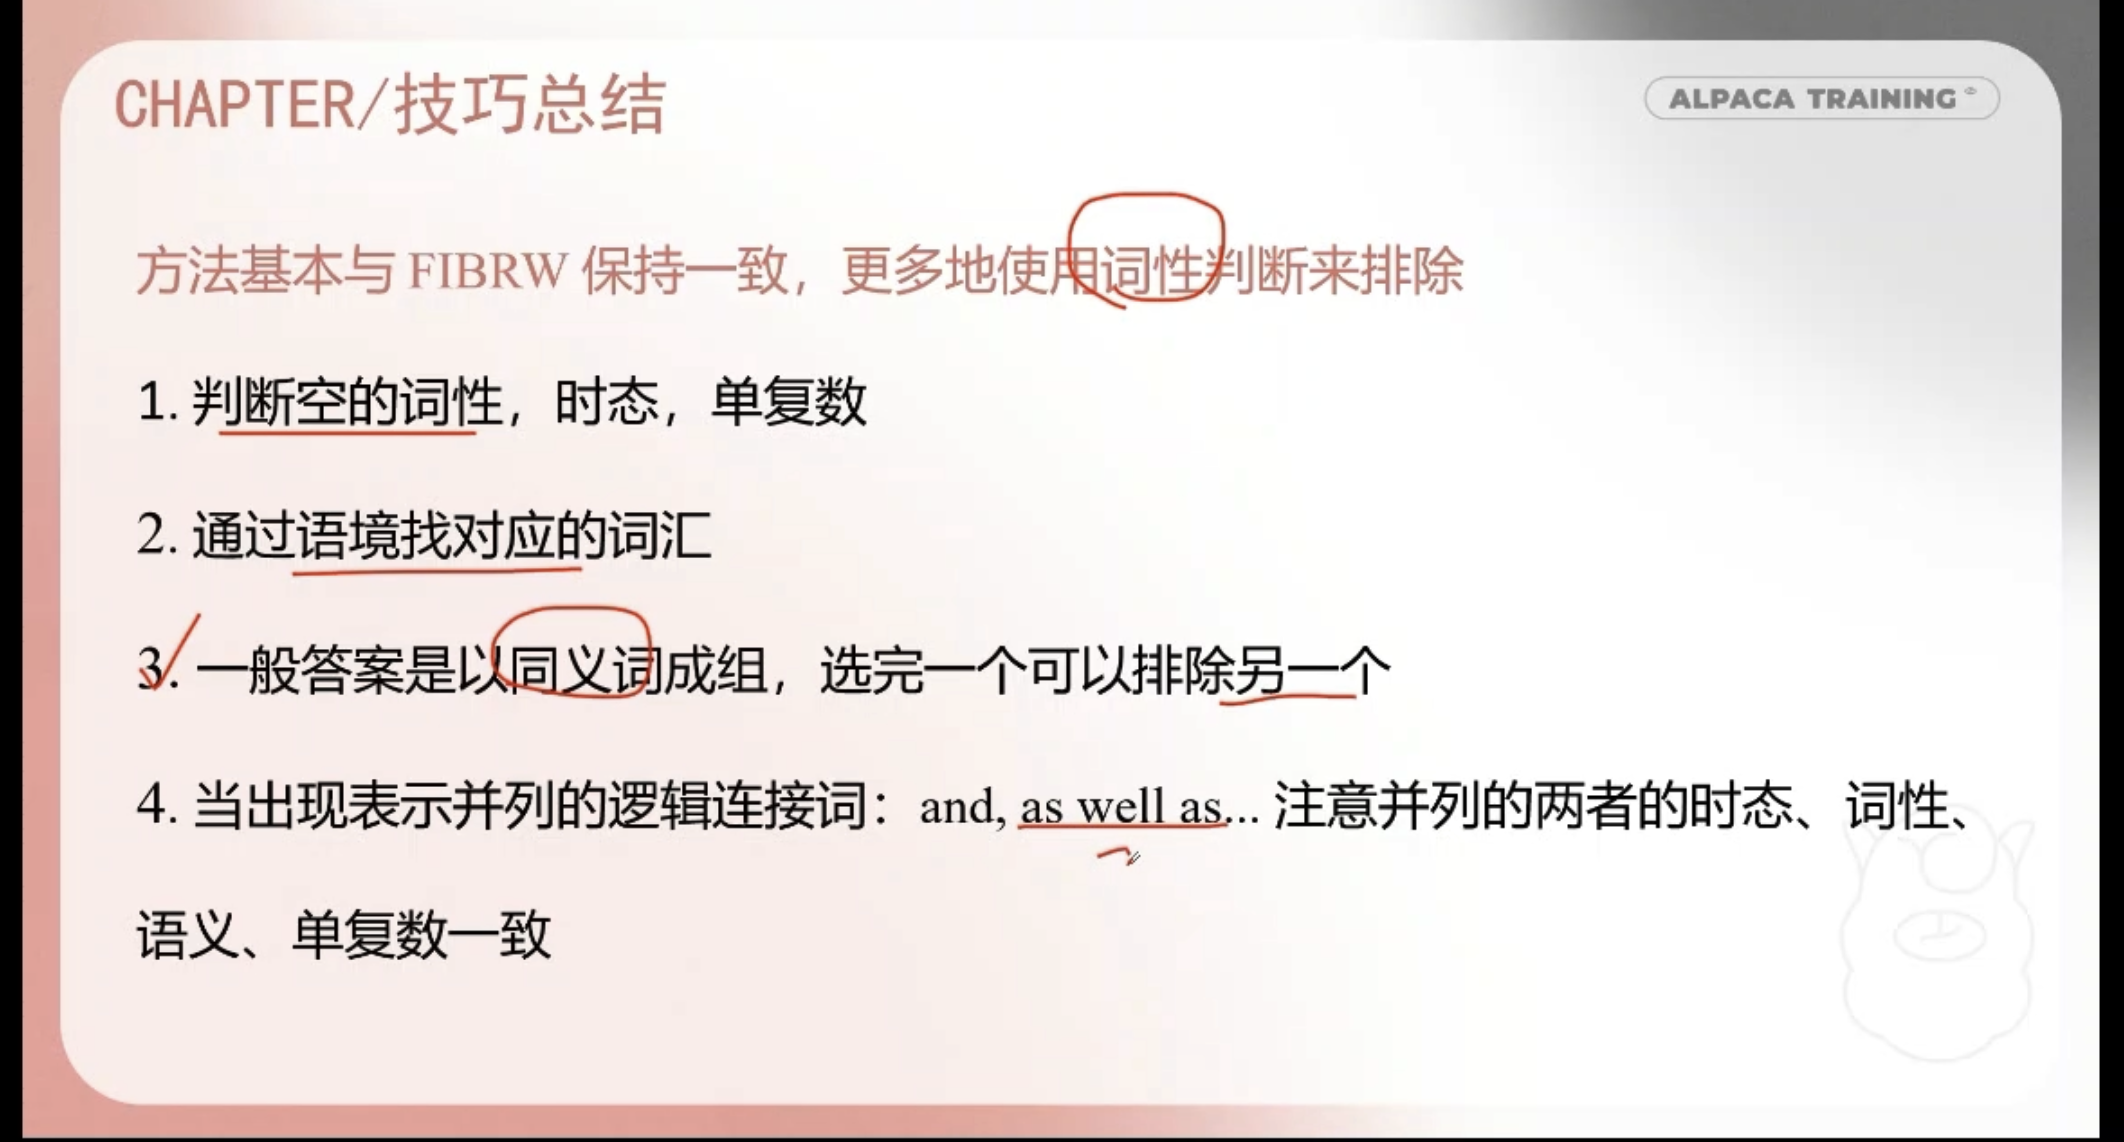 CHAPTER/技巧总结
ALPACA TRAINING
方法基本与 FIBRW 保持一致，更多地使用词性判断来排除
1. 判断空的词性，时态，单复数
2. 通过语境找对应的词汇
3. 一般答案是以同义词成组，选完一个可以排除另一个
4. 当出现表示并列的逻辑连接词：and, as well as... 注意并列的两者的时态、词性、
语义、单复数一致